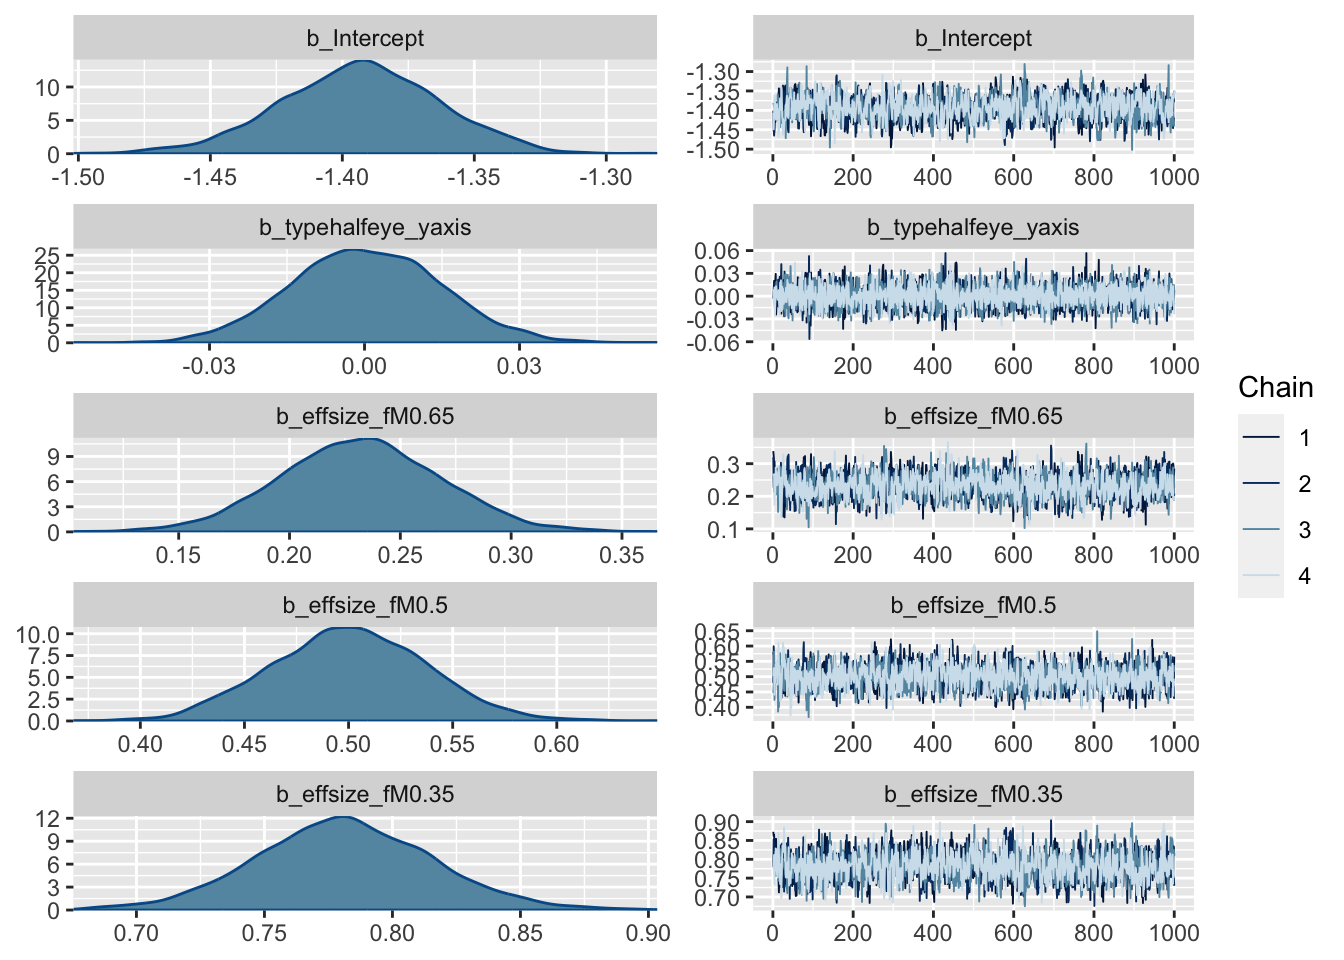 b_Intercept
10
5
0
-1.50 -1.45 -1.40 -1.35 -1.30
b_Intercept
-1.30
-1.35
-1.40
-1.45
-1.50
0 200 400 600 800 1000
b_typehalfeye_yaxis
25
20
15
10
5
0
-0.03 0.00 0.03
b_typehalfeye_yaxis
0.06
0.03
0.00
-0.03
-0.06
0 200 400 600 800 1000
b_effsize_fM0.65
9
6
3
0
0.15 0.20 0.25 0.30 0.35
b_effsize_fM0.65
0.3
0.2
0.1
0 200 400 600 800 1000
b_effsize_fM0.5
10.0
7.5
5.0
2.5
0.0
0.40 0.45 0.50 0.55 0.60
b_effsize_fM0.5
0.65
0.60
0.55
0.50
0.45
0.40
0 200 400 600 800 1000
b_effsize_fM0.35
12
9
6
3
0
0.70 0.75 0.80 0.85 0.90
b_effsize_fM0.35
0.90
0.85
0.80
0.75
0.70
0 200 400 600 800 1000
Chain
1
2
3
4